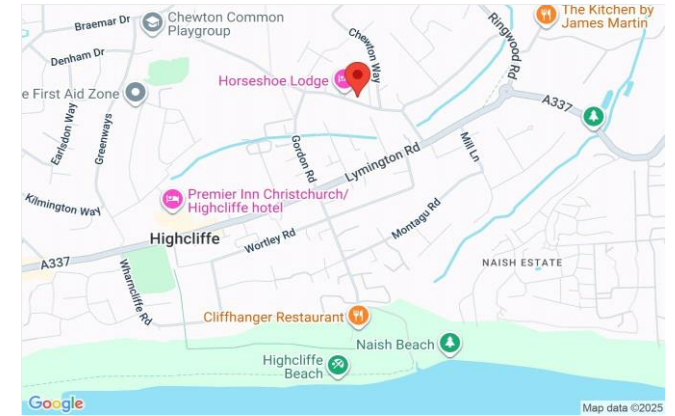 Braemar Dr
Chewton Common
Playgroup
The Kitchen by
James Martin
Ringwood Rd
Chewton Way
Denham Dr
Horseshoe Lodge
e First Aid Zone
A337
Earlsdon Way
Greenways
Gordon Rd
Lymington Rd
Mill Ln
Kilmington Way
Premier Inn Christchurch/
Highcliffe hotel
Montagu Rd
Highcliffe
Wortley Rd
A337
NAISH ESTATE
Wharncliffe Rd
Cliffhanger Restaurant
Naish Beach
Highcliffe
Beach
Google
Map data ©2025